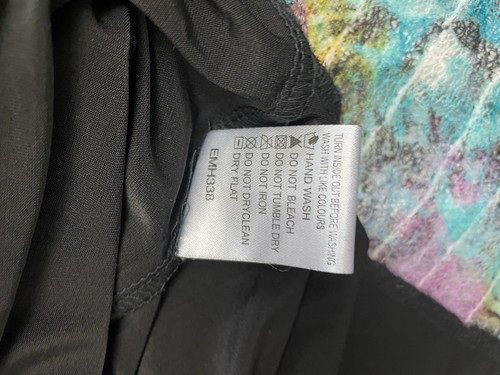 TURN INSIDE OUT BEFORE WASHING
WASH WITH LIKE COLOURS
HAND WASH
DO NOT BLEACH
DO NOT TUMBLE DRY
DO NOT IRON
DO NOT DRYCLEAN
DRY FLAT
EMH338